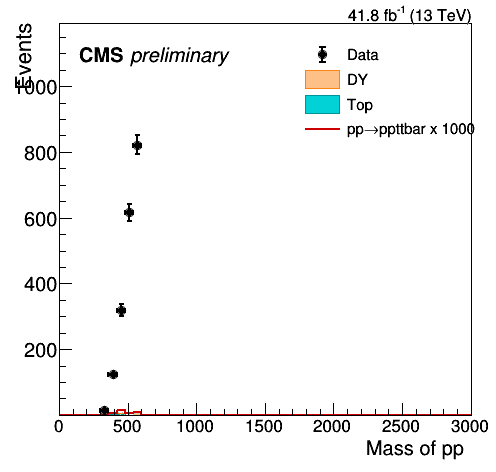 41.8 fb⁻¹ (13 TeV)
Events
CMS preliminary
Data
DY
Top
pp→ppttbar x 1000
1000
800
600
400
200
0 500 1000 1500 2000 2500 3000
Mass of pp